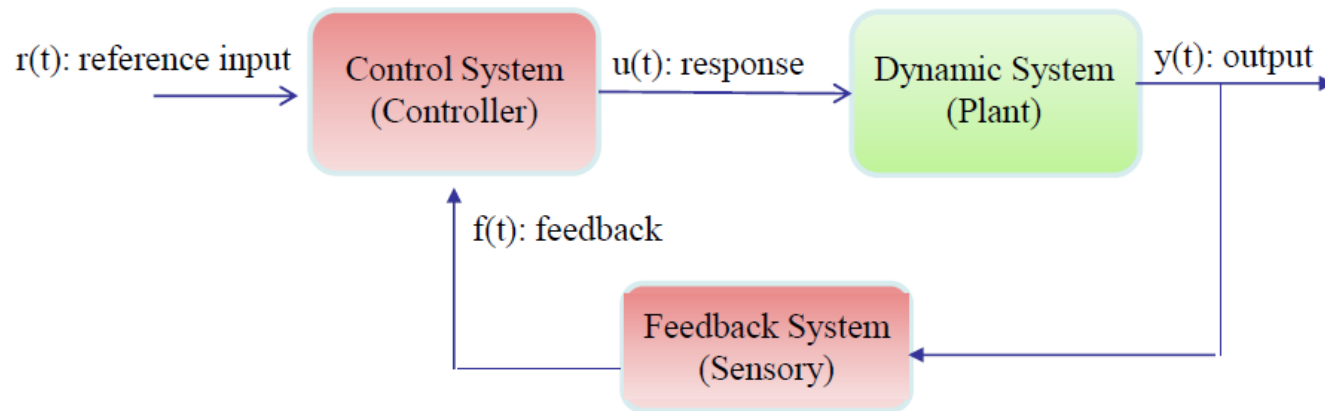 r(t): reference input
Control System
(Controller)
u(t): response
Dynamic System
(Plant)
y(t): output
f(t): feedback
Feedback System
(Sensory)